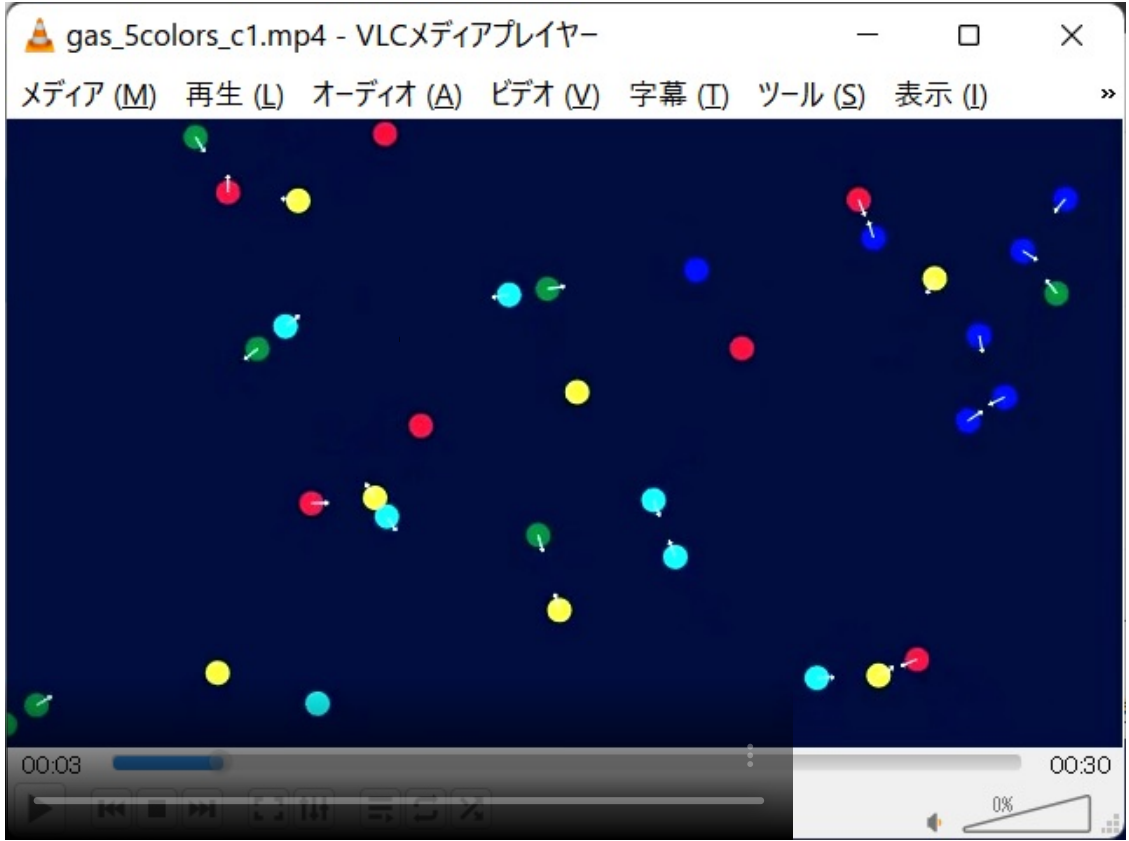 gas_5colors_c1.mp4 - VLCメディアプレイヤー
メディア (M) 再生 (L) オーディオ (A) ビデオ (V) 字幕 (T) ツール (S) 表示 (I) »
00:03 00:30
0%